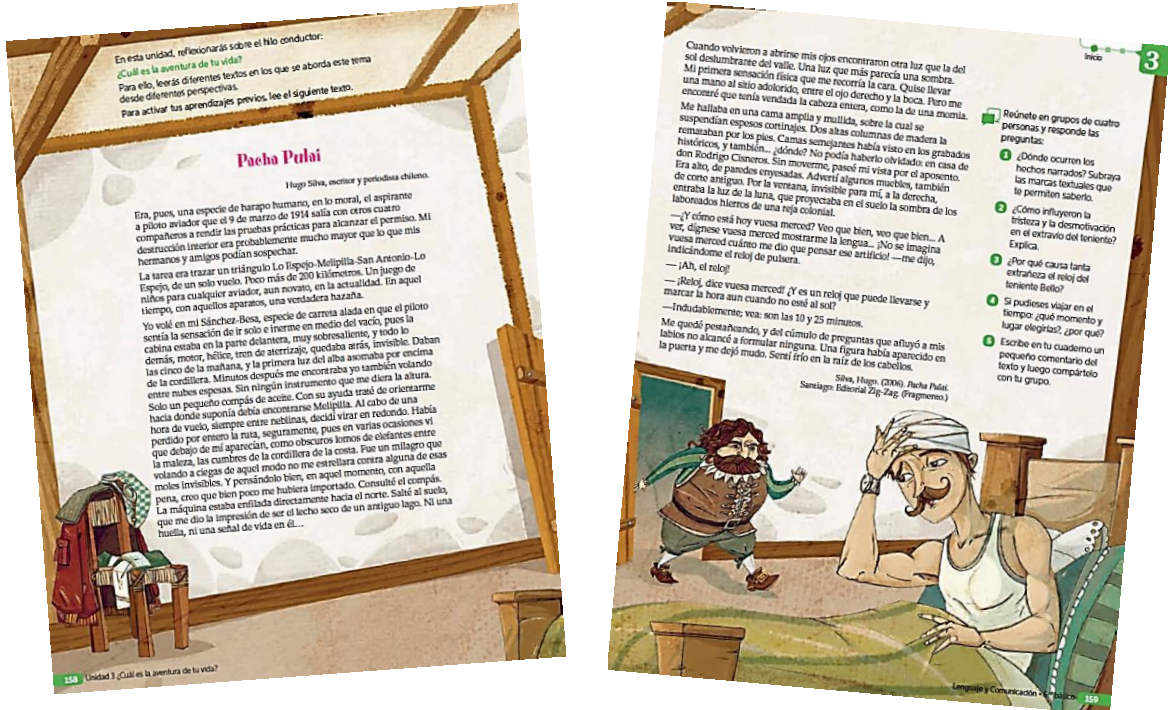 En esta unidad, reflexionarás sobre el hilo conductor:
¿Cuál es la aventura de tu vida?
Para ello, leerás diferentes textos en los que se aborda este tema
desde diferentes perspectivas.
Para activar tus aprendizajes previos, lee el siguiente texto.
Pacha Pulai
Hugo Silva, escritor y periodista chileno.
Era, pues, una especie de harapo humano, en lo moral, el aspirante
a piloto aviador que el 9 de marzo de 1914 salía con otros cuatro
compañeros a rendir las pruebas prácticas para alcanzar el permiso. Mi
destrucción interior era probablemente mucho mayor que lo que mis
hermanos y amigos podían sospechar.
La tarea era trazar un triángulo Lo Espejo-Melipilla-San Antonio-Lo
Espejo, de un solo vuelo. Poco más de 200 kilómetros. Un juego de
niños para cualquier aviador, aun novato, en la actualidad. En aquel
tiempo, con aquellos aparatos, una verdadera hazaña.
Yo volé en mi Sánchez-Besa, especie de carreta alada en que el piloto
sentía la sensación de ir solo e inerme en medio del vacío, pues la
cabina estaba en la parte delantera, muy sobresaliente, y todo lo
demás, motor, hélice, tren de aterrizaje, quedaba atrás, invisible. Daban
las cinco de la mañana, y la primera luz del alba asomaba por encima
de la cordillera. Minutos después me encontraba yo también volando
entre nubes espesas. Sin ningún instrumento que me diera la altura.
Solo un pequeño compás de aceite. Con su ayuda traté de orientarme
hacia donde suponía debía encontrarse Melipilla. Al cabo de una
hora de vuelo, siempre entre neblinas, decidí virar en redondo. Había
perdido por entero la ruta, seguramente, pues en varias ocasiones vi
que debajo de mí aparecían, como obscuros lomos de elefantes entre
la maleza, las cumbres de la cordillera de la costa. Fue un milagro que
volando a ciegas de aquel modo no me estrellara contra alguna de esas
moles invisibles. Y pensándolo bien, en aquel momento, con aquella
pena, creo que bien poco me hubiera importado. Consulté el compás.
La máquina estaba enfilada directamente hacia el norte. Salté al suelo,
que me dio la impresión de ser el lecho seco de un antiguo lago. Ni una
huella, ni una señal de vida en él…
158 Unidad 3 ¿Cuál es la aventura de tu vida?
Inicio
3
Cuando volvieron a abrirse mis ojos encontraron otra luz que la del
sol deslumbrante del valle. Una luz que más parecía una sombra.
Mi primera sensación física que me recorría la cara. Quise llevar
una mano al sitio adolorido, entre el ojo derecho y la boca. Pero me
encontré que tenía vendada la cabeza entera, como la de una momia.
Me hallaba en una cama amplia y mullida, sobre la cual se
suspendían espesos cortinajes. Dos altas columnas de madera la
remataban por los pies. Camas semejantes había visto en los grabados
históricos, y también... ¿dónde? No podía haberlo olvidado: en casa de
don Rodrigo Cisneros. Sin moverme, paseé mi vista por el aposento.
Era alto, de paredes enyesadas. Advertí algunos muebles, también
de corte antiguo. Por la ventana, invisible para mí, a la derecha,
entraba la luz de la luna, que proyectaba en el suelo la sombra de los
laboreados hierros de una reja colonial.
—¿Y cómo está hoy vuesa merced? Veo que bien, veo que bien... A
ver, dígnese vuesa merced mostrarme la lengua... ¡No se imagina
vuesa merced cuánto me dio que pensar ese artificio! —me dijo,
indicándome el reloj de pulsera.
— ¡Ah, el reloj!
— ¡Reloj, dice vuesa merced! ¿Y es un reloj que puede llevarse y
marcar la hora aun cuando no esté al sol?
—Indudablemente; vea: son las 10 y 25 minutos.
Me quedé pestañeando, y del cúmulo de preguntas que afluyó a mis
labios no alcancé a formular ninguna. Una figura había aparecido en
la puerta y me dejó mudo. Sentí frío en la raíz de los cabellos.
Silva, Hugo. (2006). Pacha Pulai.
Santiago: Editorial Zig-Zag. (Fragmento.)
Reúnete en grupos de cuatro
personas y responde las
preguntas:
1 ¿Dónde ocurren los
hechos narrados? Subraya
las marcas textuales que
te permiten saberlo.
2 ¿Cómo influyeron la
tristeza y la desmotivación
en el extravío del teniente?
Explica.
3 ¿Por qué causa tanta
extrañeza el reloj del
teniente Bello?
4 Si pudieses viajar en el
tiempo: ¿qué momento y
lugar elegirías?, ¿por qué?
5 Escribe en tu cuaderno un
pequeño comentario del
texto y luego compártelo
con tu grupo.
Lenguaje y Comunicación • 6° básico 159